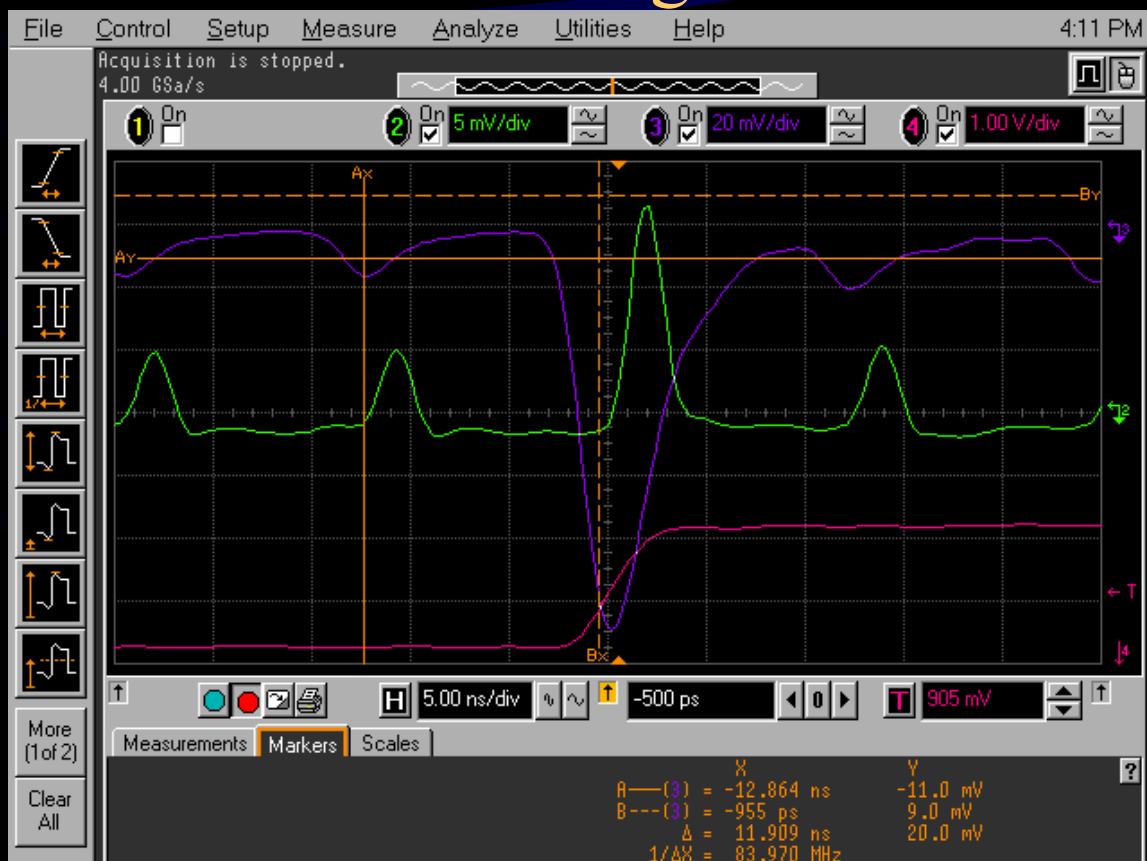 File Control Setup Measure Analyze Utilities Help 4:11 PM
Acquisition is stopped.
4.00 GSa/s
1 On 2 On 5 mV/div 3 On 20 mV/div 4 On 1.00 V/div
Ax
By
3
Ay
1/
2
T
Bx
4
H 5.00 ns/div -500 ps 0 T 905 mV
More
(1of 2)
Measurements Markers Scales
Clear
All
?
X Y
A——(3) = -12.864 ns -11.0 mV
B---(3) = -955 ps 9.0 mV
Δ = 11.909 ns 20.0 mV
1/ΔX = 83.970 MHz